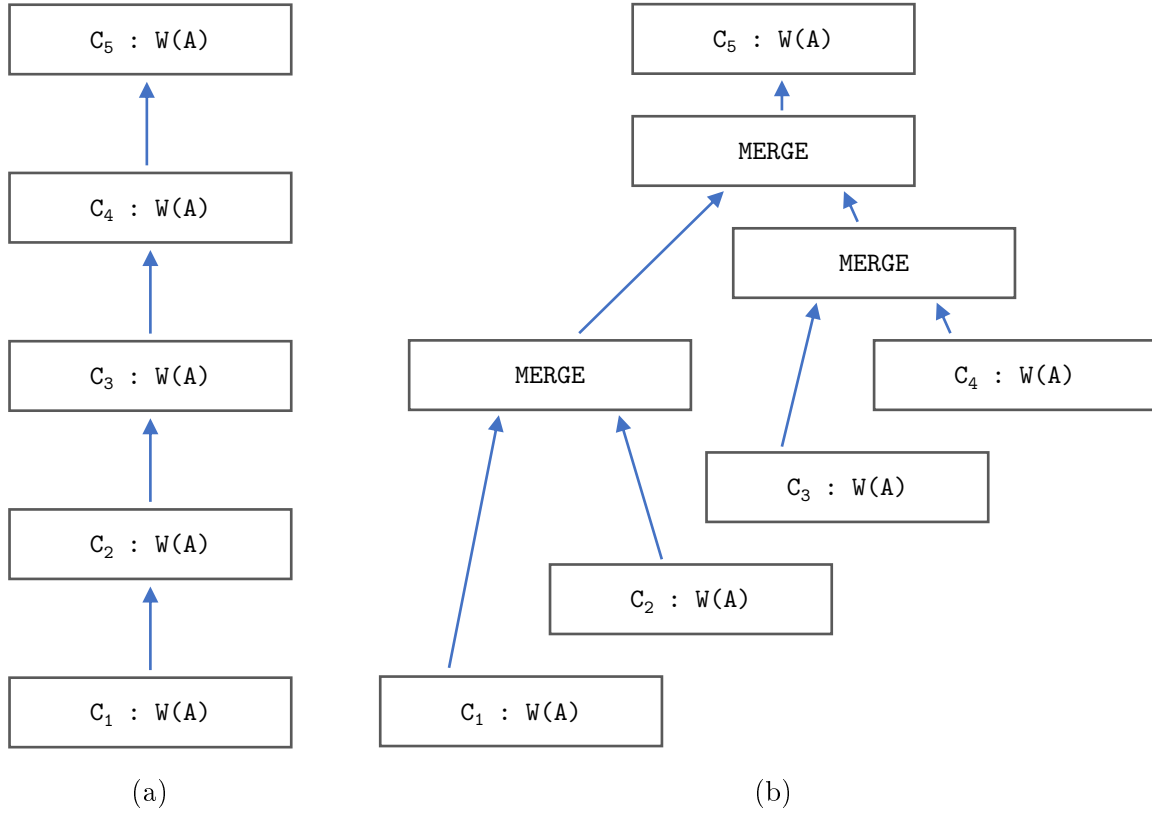 C₅ : W(A)
C₄ : W(A)
C₃ : W(A)
C₂ : W(A)
C₁ : W(A)
(a)
C₅ : W(A)
MERGE
MERGE
MERGE
C₄ : W(A)
C₃ : W(A)
C₂ : W(A)
C₁ : W(A)
(b)